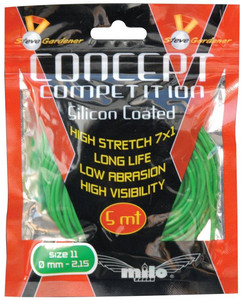 Steve Gardener
Steve Gardener
CONCEPT
COMPETITION
Silicon Coated
HIGH STRETCH 7x1
LONG LIFE
LOW ABRASION
HIGH VISIBILITY
5 mt
size 11
Ø mm - 2,15
milo